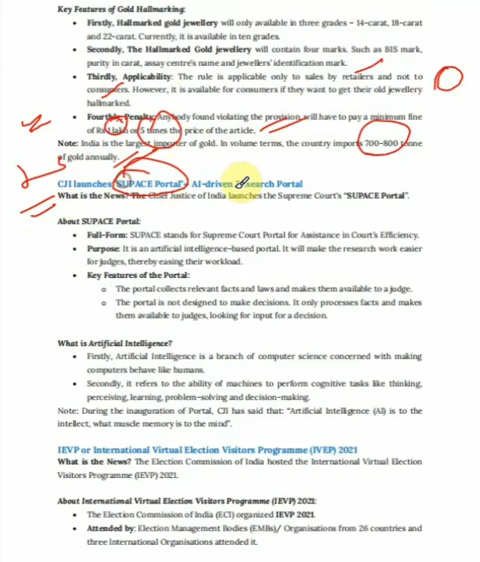 Key Features of Gold Hallmarking:
• Firstly, Hallmarked gold jewellery will only available in three grades – 14-carat, 18-carat
and 22-carat. Currently, it is available in ten grades.
• Secondly, The Hallmarked Gold jewellery will contain four marks. Such as BIS mark,
purity in carat, assay centre's name and jewellers' identification mark.
• Thirdly, Applicability: The rule is applicable only to sales by retailers and not to
consumers. However, it is available for consumers if they want to get their old jewellery
hallmarked.
• Fourthly, Penalty: Anybody found violating the provision will have to pay a minimum fine
of Rs 1 lakh or 5 times the price of the article.
Note: India is the largest importer of gold. In volume terms, the country imports 700-800 tonne
of gold annually.
CJI launches "SUPACE Portal": AI-driven Research Portal
What is the News? The Chief Justice of India launches the Supreme Court's "SUPACE Portal".
About SUPACE Portal:
• Full-Form: SUPACE stands for Supreme Court Portal for Assistance in Court's Efficiency.
• Purpose: It is an artificial intelligence-based portal. It will make the research work easier
for judges, thereby easing their workload.
• Key Features of the Portal:
o The portal collects relevant facts and laws and makes them available to a judge.
o The portal is not designed to make decisions. It only processes facts and makes
them available to judges, looking for input for a decision.
What is Artificial Intelligence?
• Firstly, Artificial Intelligence is a branch of computer science concerned with making
computers behave like humans.
• Secondly, it refers to the ability of machines to perform cognitive tasks like thinking,
perceiving, learning, problem-solving and decision-making.
Note: During the inauguration of Portal, CJI has said that: "Artificial Intelligence (AI) is to the
intellect, what muscle memory is to the mind".
IEVP or International Virtual Election Visitors Programme (IVEP) 2021
What is the News? The Election Commission of India hosted the International Virtual Election
Visitors Programme (IEVP) 2021.
About International Virtual Election Visitors Programme (IEVP) 2021:
• The Election Commission of India (ECI) organized IEVP 2021.
• Attended by: Election Management Bodies (EMBs)/ Organisations from 26 countries and
three International Organisations attended it.